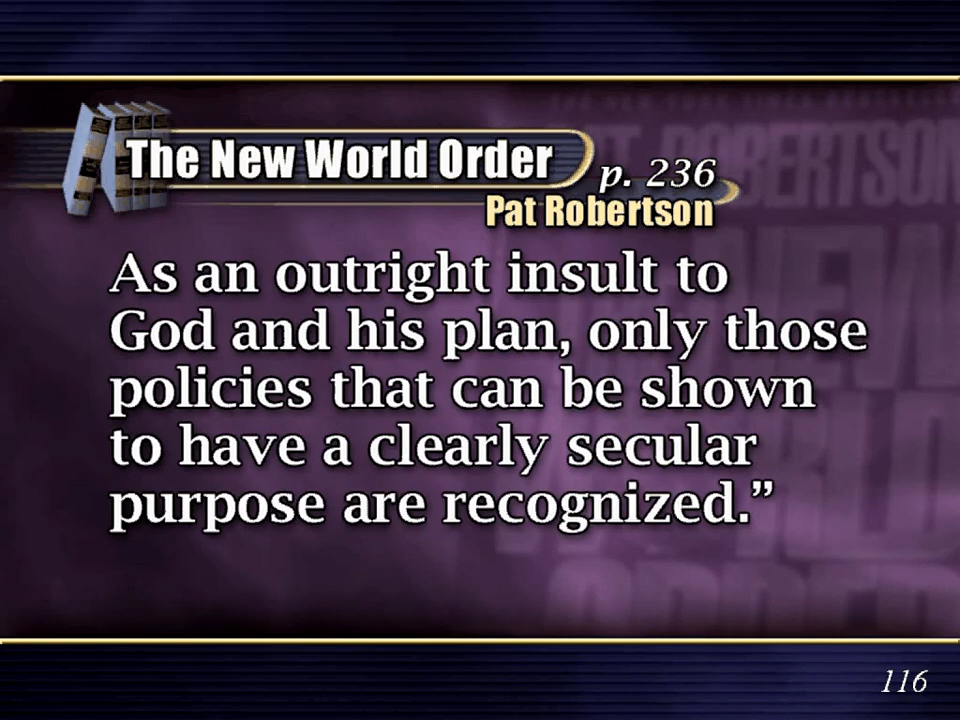 The New World Order p. 236
Pat Robertson
As an outright insult to
God and his plan, only those
policies that can be shown
to have a clearly secular
purpose are recognized.”
116